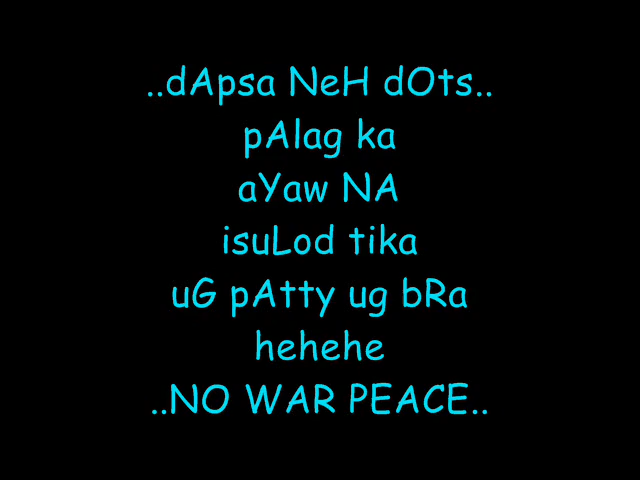 ..dApsa NeH dOts..
pAlag ka
aYaw NA
isuLod tika
uG pAtty ug bRa
hehehe
..NO WAR PEACE..